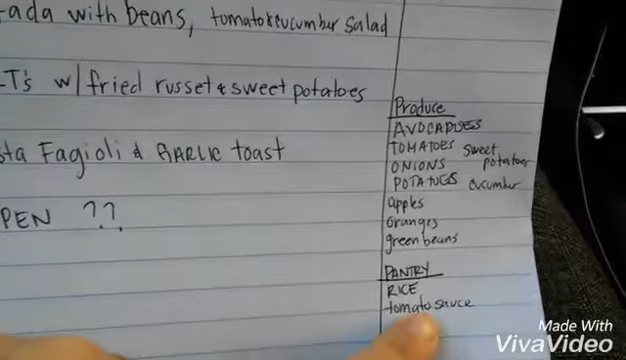 ada with beans, tomato & cucumber salad
T's w/ fried russet & sweet potatoes
ta Fagioli & GARLIC toast
PEN ??
Produce
AVOCADOES
TOMATOES sweet
ONIONS potatoes
POTATOES cucumber
apples
oranges
green beans
PANTRY
RICE
tomato sauce
Made With
VivaVideo